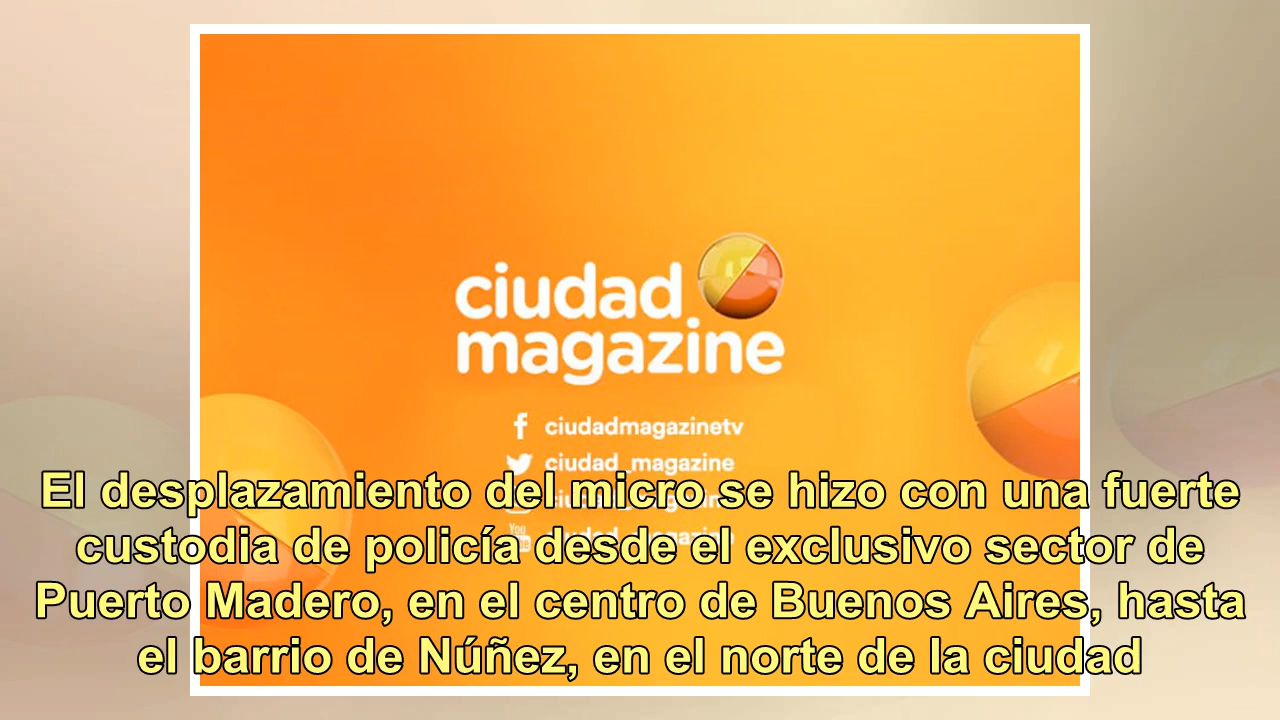 ciudad
magazine
ciudadmagazinetv
ciudad_magazine
El desplazamiento del micro se hizo con una fuerte
custodia de policía desde el exclusivo sector de
Puerto Madero, en el centro de Buenos Aires, hasta
el barrio de Núñez, en el norte de la ciudad